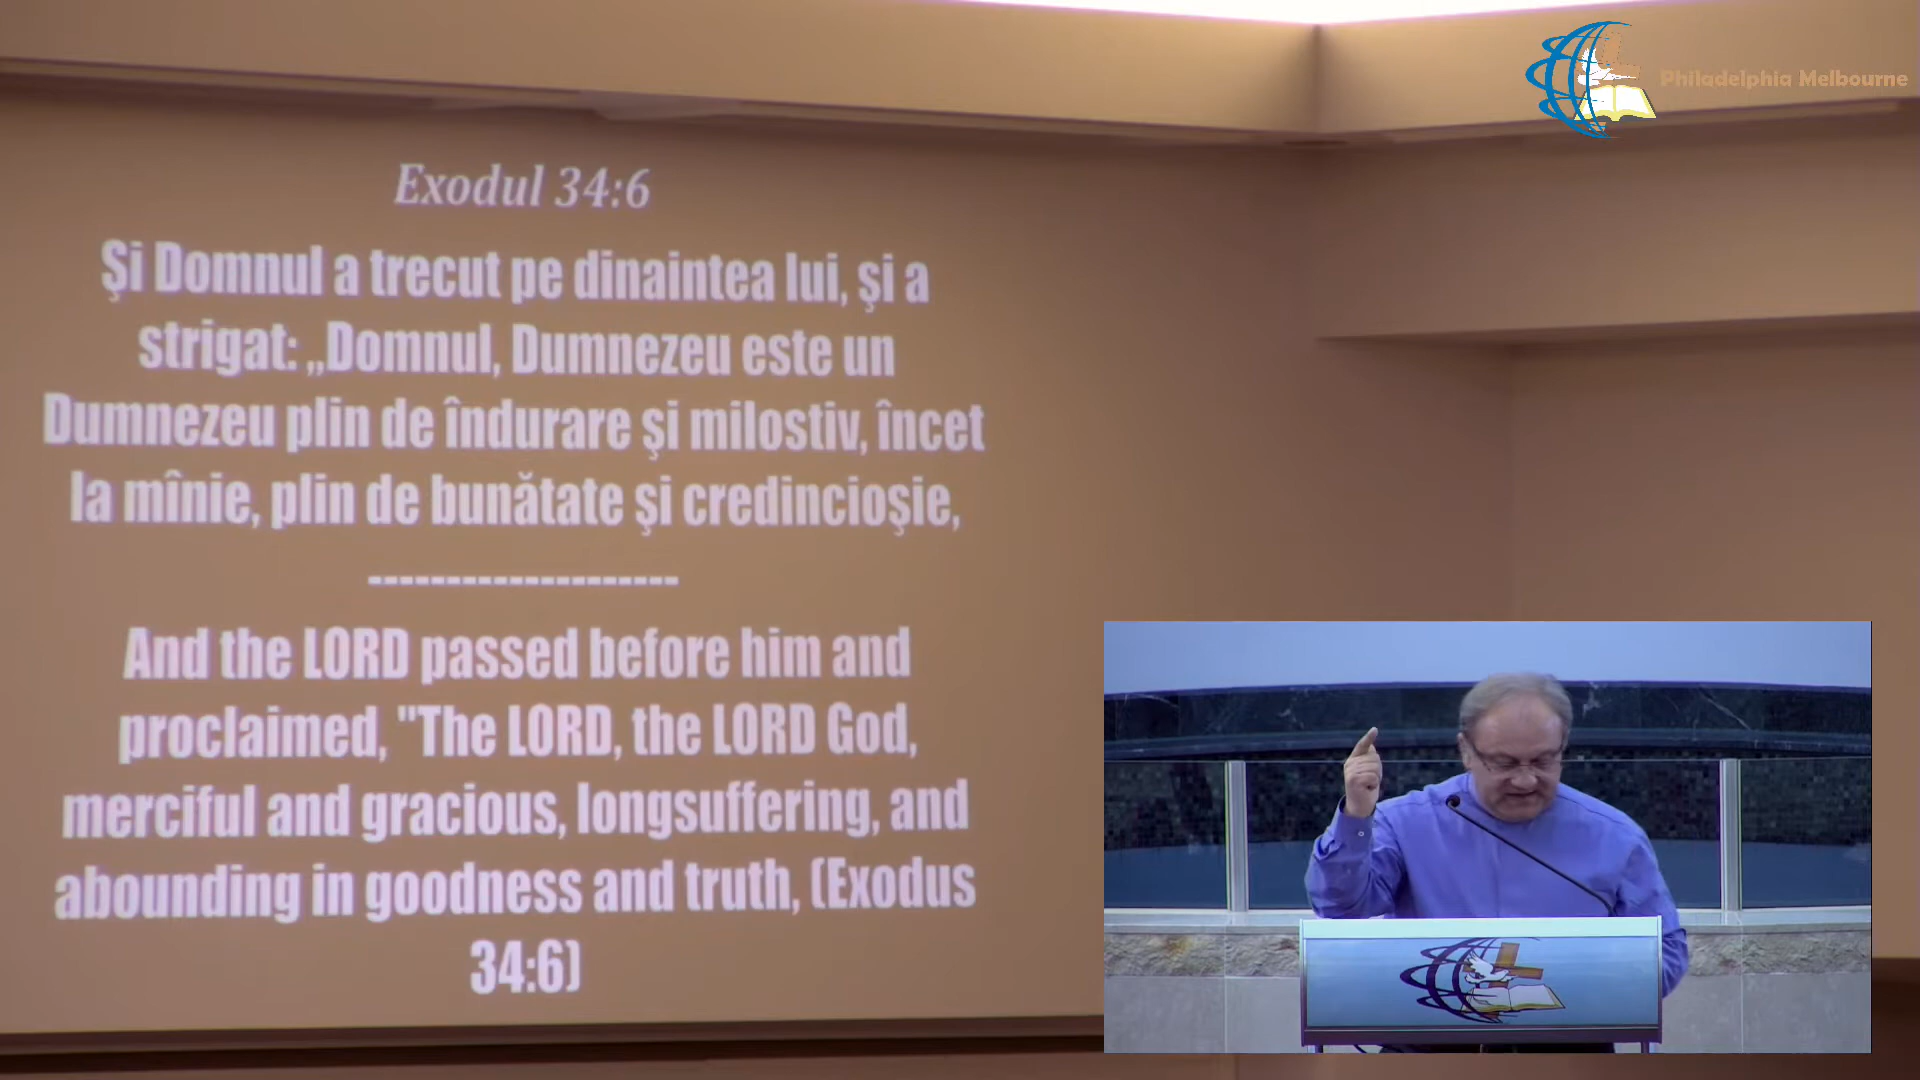 Philadelphia Melbourne
Exodul 34:6
Şi Domnul a trecut pe dinaintea lui, şi a
strigat: „Domnul, Dumnezeu este un
Dumnezeu plin de îndurare şi milostiv, încet
la mînie, plin de bunătate şi credincioşie,
--------------------
And the LORD passed before him and
proclaimed, "The LORD, the LORD God,
merciful and gracious, longsuffering, and
abounding in goodness and truth, (Exodus
34:6)